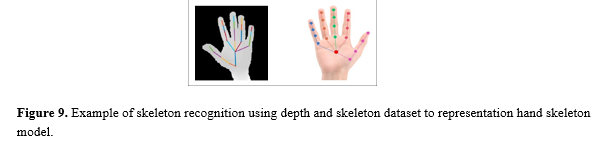 Figure 9. Example of skeleton recognition using depth and skeleton dataset to representation hand skeleton
model.